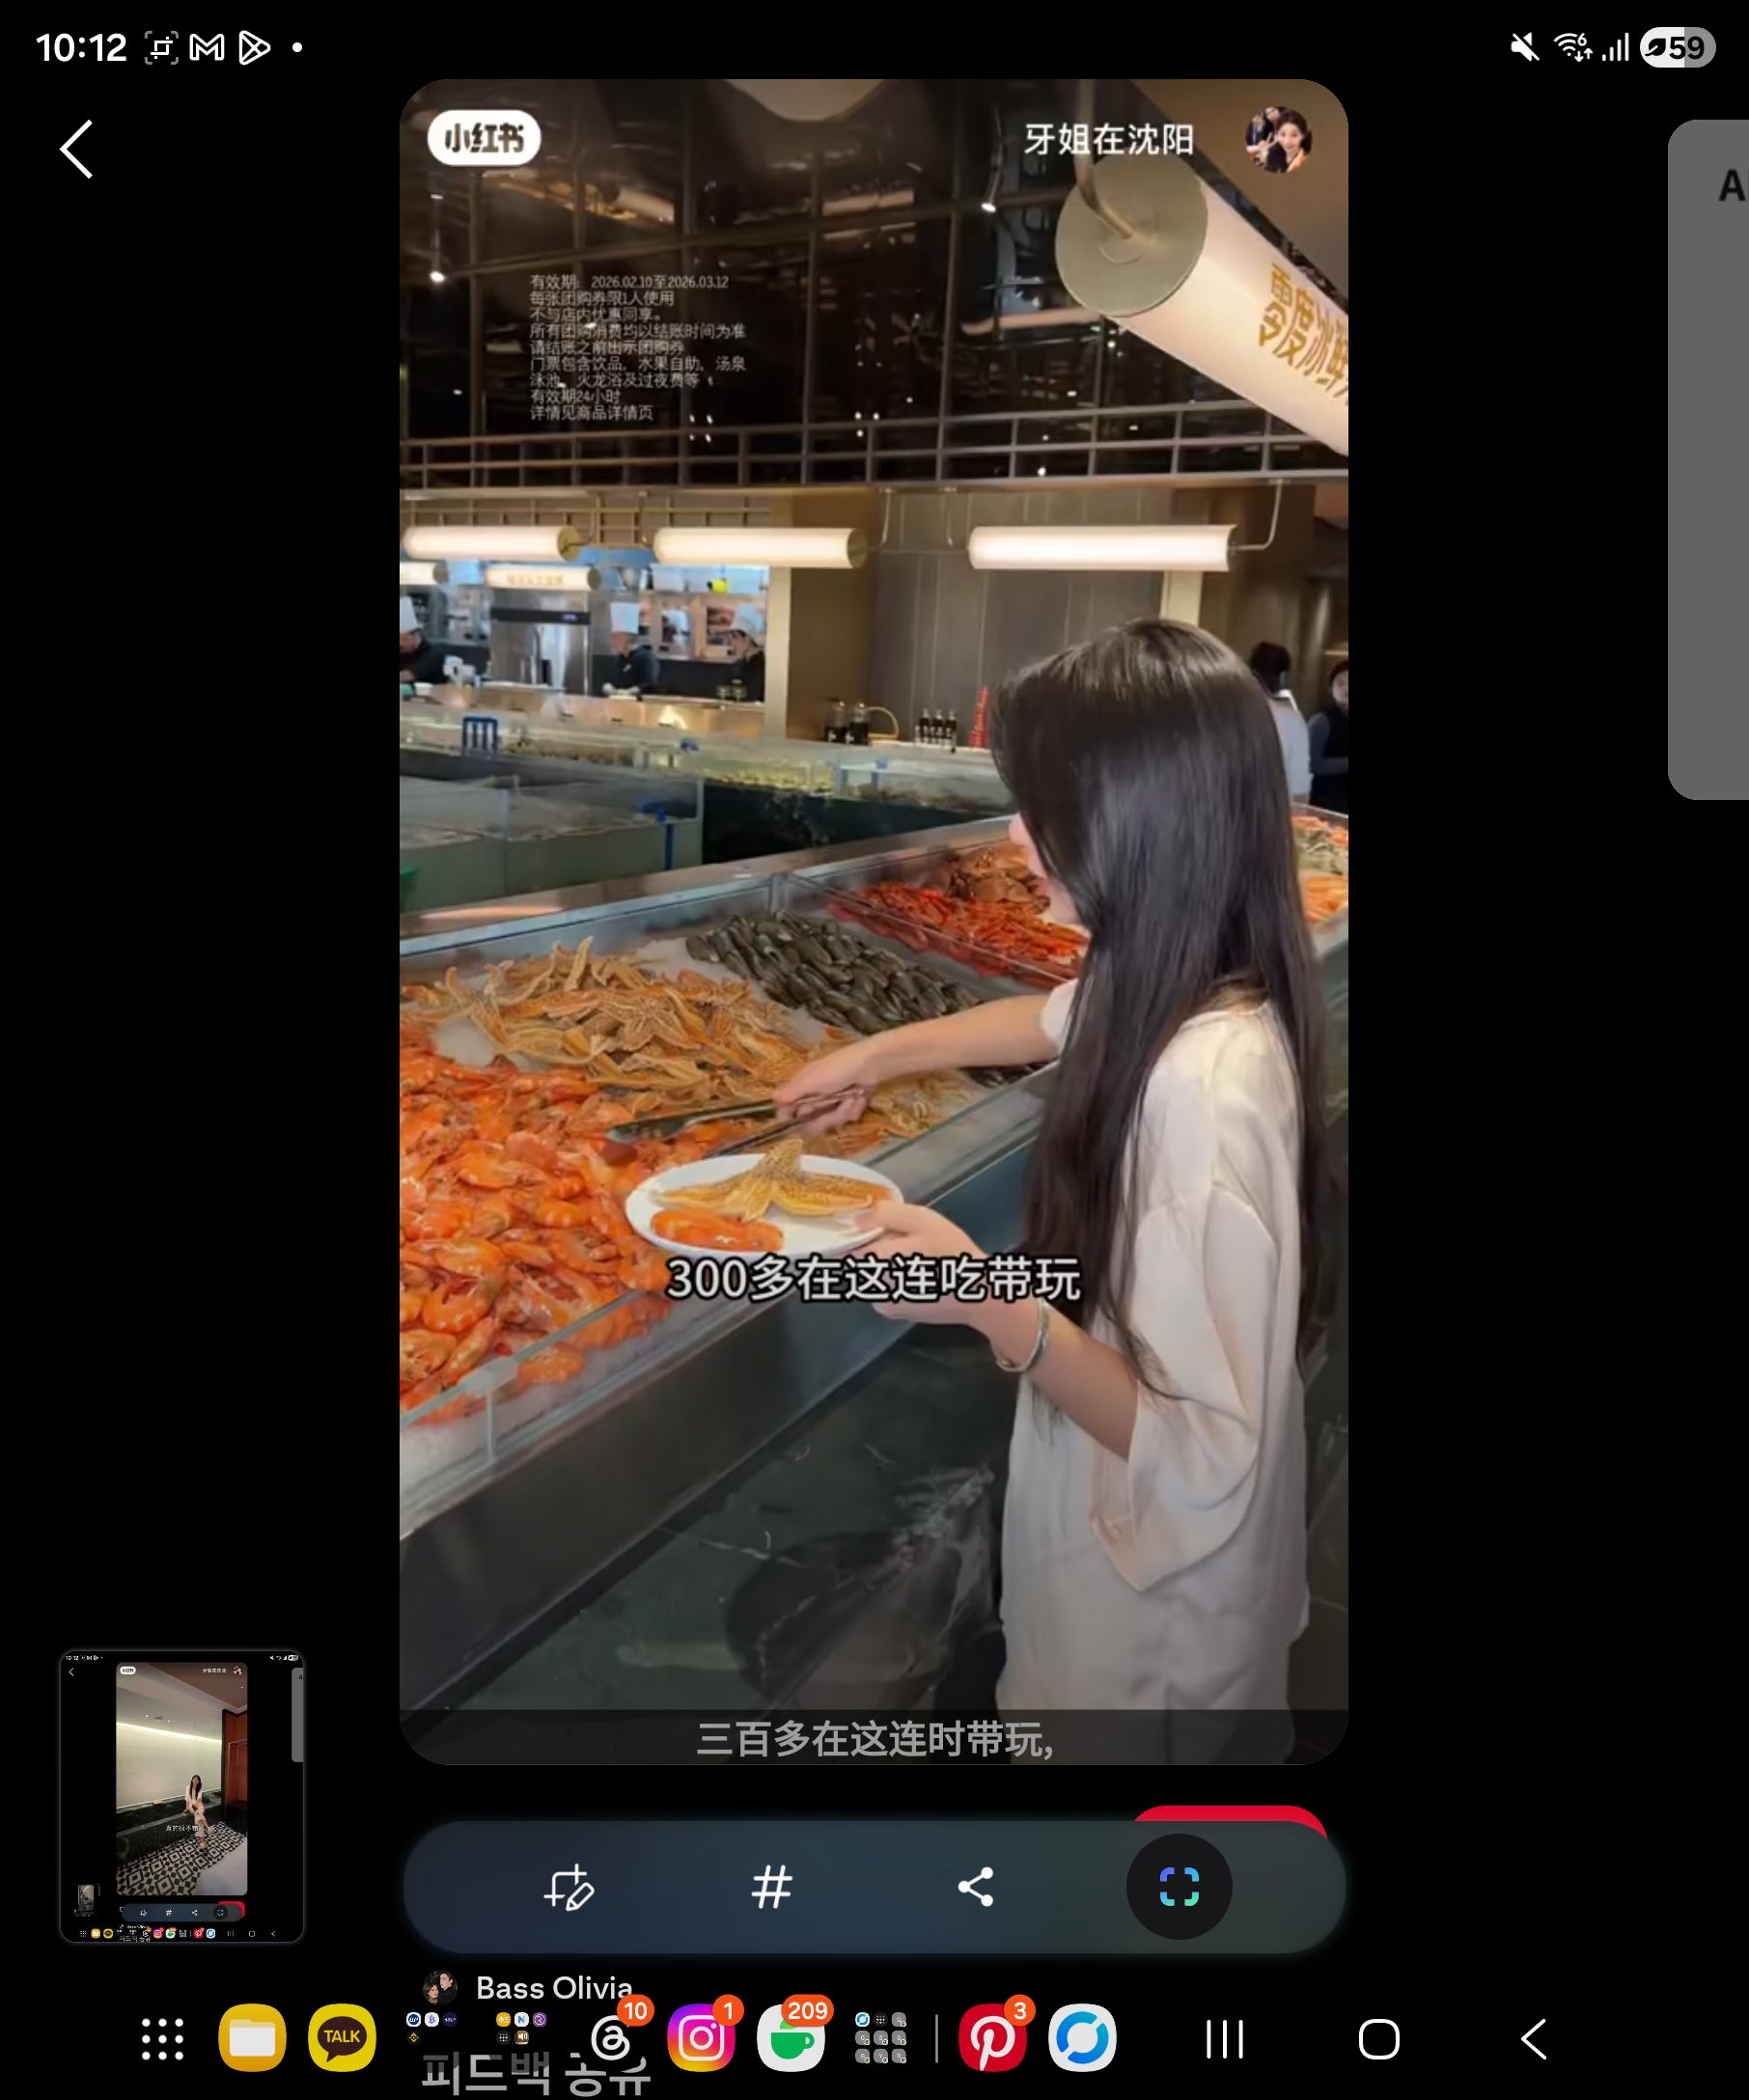 10:12
59
小红书
牙姐在沈阳
A
零度冰鲜
有效期：2026.02.10至2026.03.12
每张团购券限1人使用
不与店内优惠同享。
所有团购消费均以结账时间为准
请结账之前出示团购券
门票包含饮品、水果自助、汤泉
泳池、火龙浴及过夜费等
有效期24小时
详情见商品详情页
300多在这连吃带玩
三百多在这连时带玩,
Bass Olivia
TALK
10
1
209
3
피드백 공유